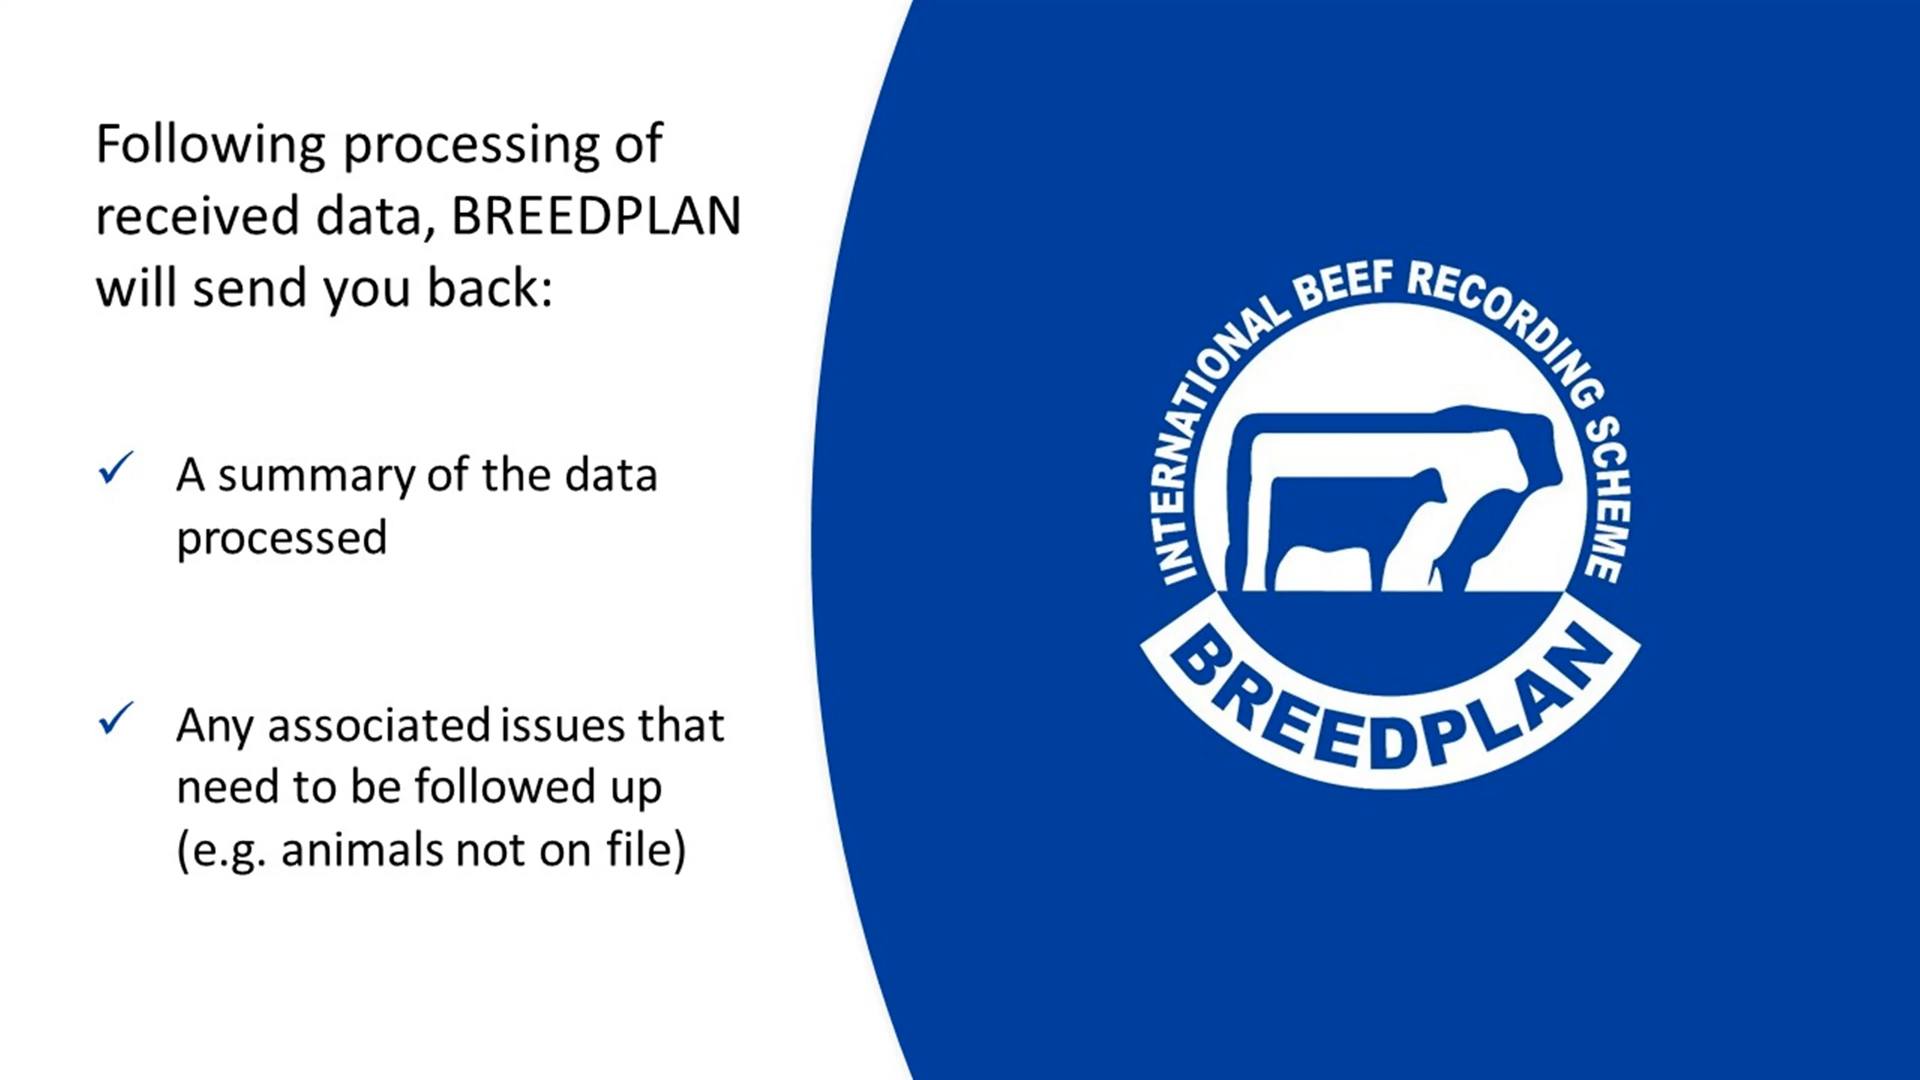 Following processing of
received data, BREEDPLAN
will send you back:
✓ A summary of the data
processed
✓ Any associated issues that
need to be followed up
(e.g. animals not on file)
INTERNATIONAL BEEF RECORDING SCHEME
BREEDPLAN